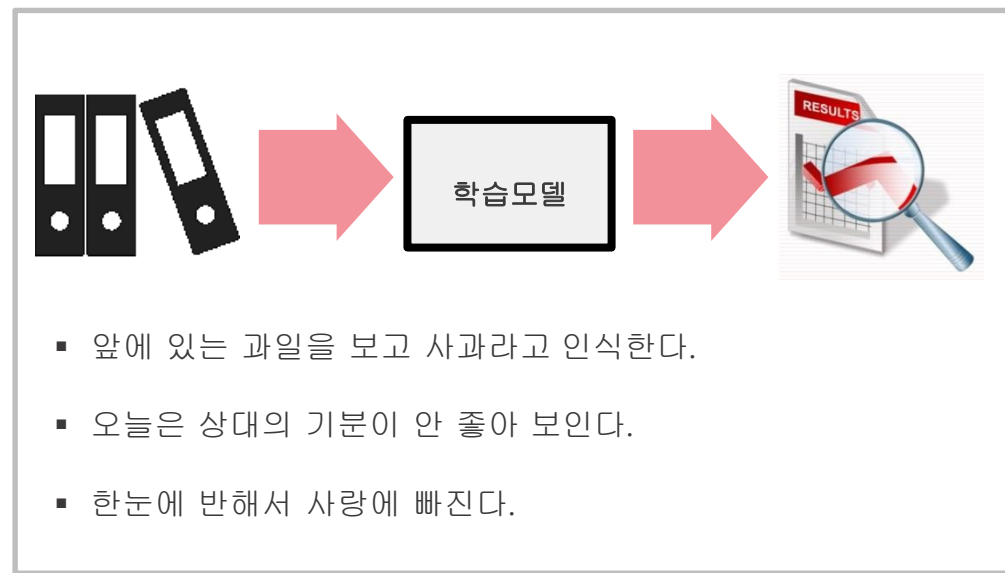 RESULTS
학습모델
▪ 앞에 있는 과일을 보고 사과라고 인식한다.
▪ 오늘은 상대의 기분이 안 좋아 보인다.
▪ 한눈에 반해서 사랑에 빠진다.